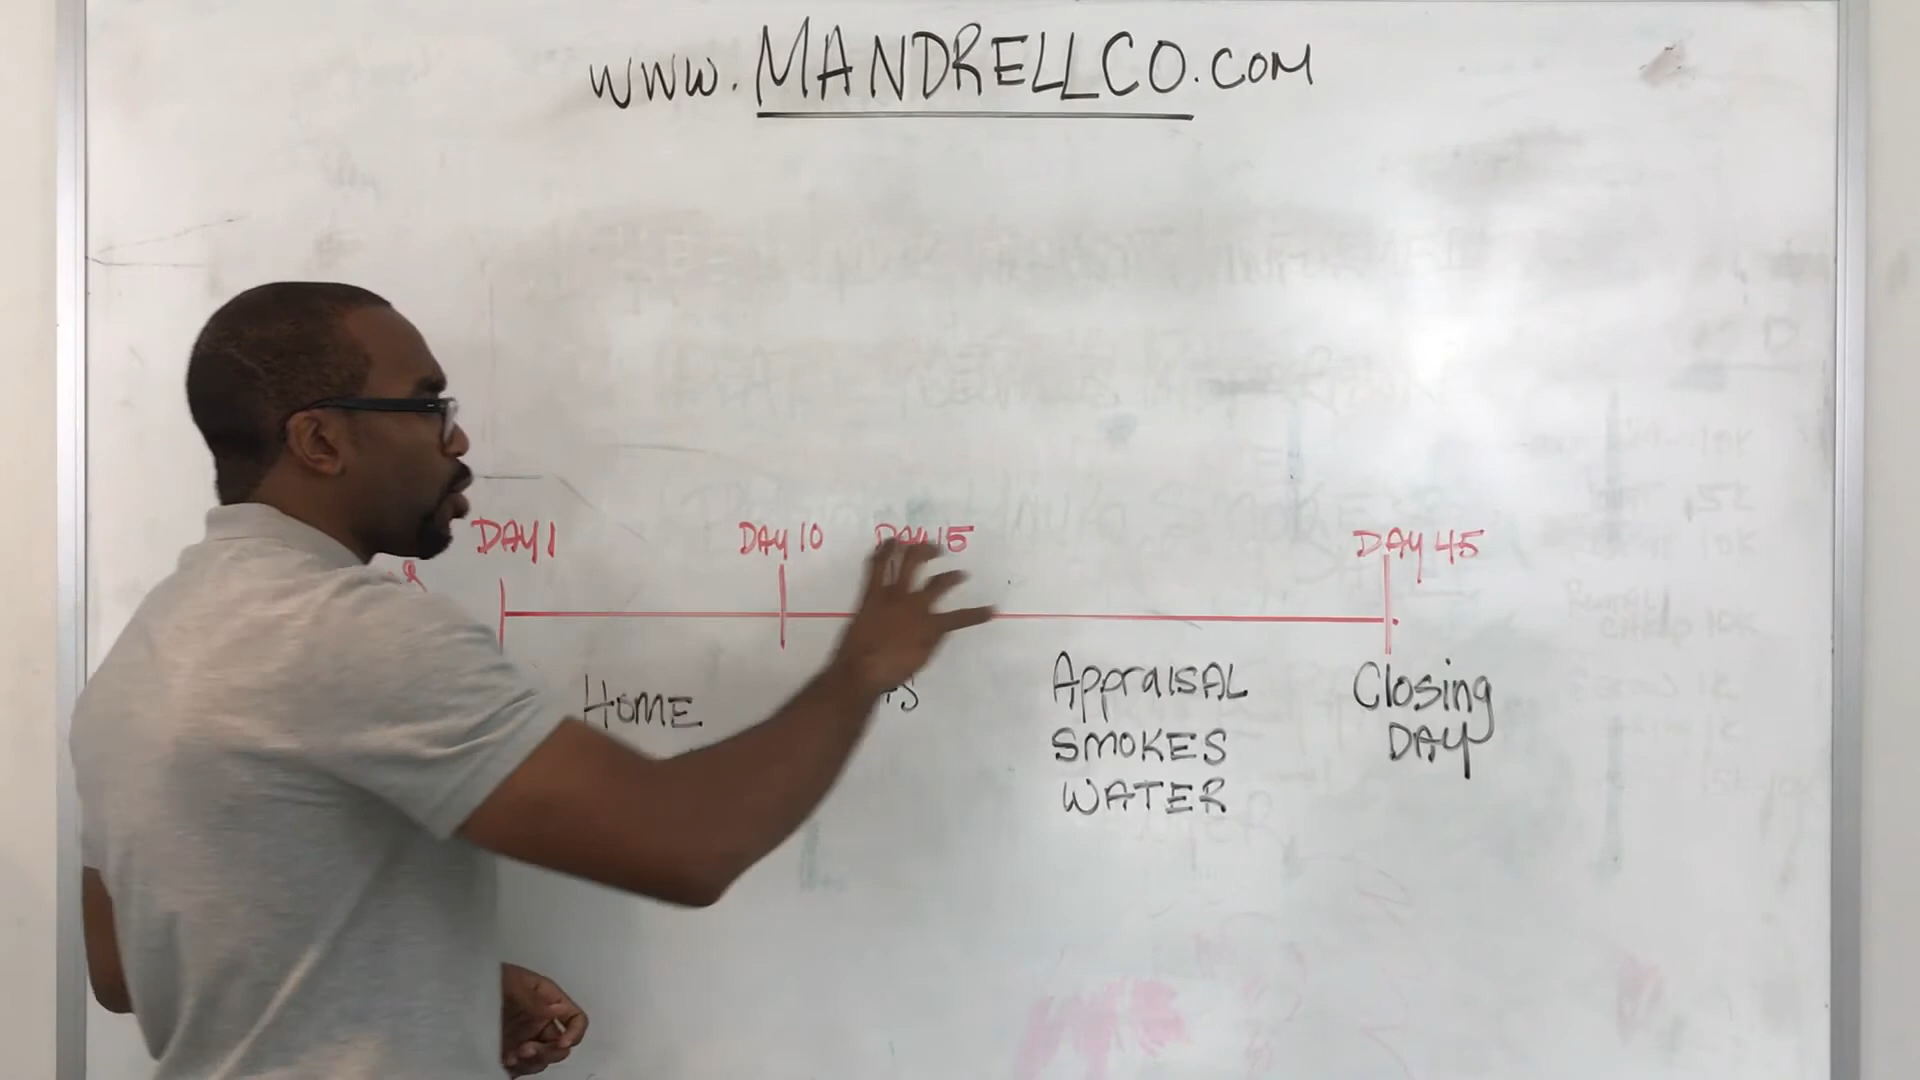 www.MANDRELLCO.com
DAY 1
DAY 10
DAY 15
DAY 45
HOME
Appraisal
SMOKES
WATER
Closing
DAY